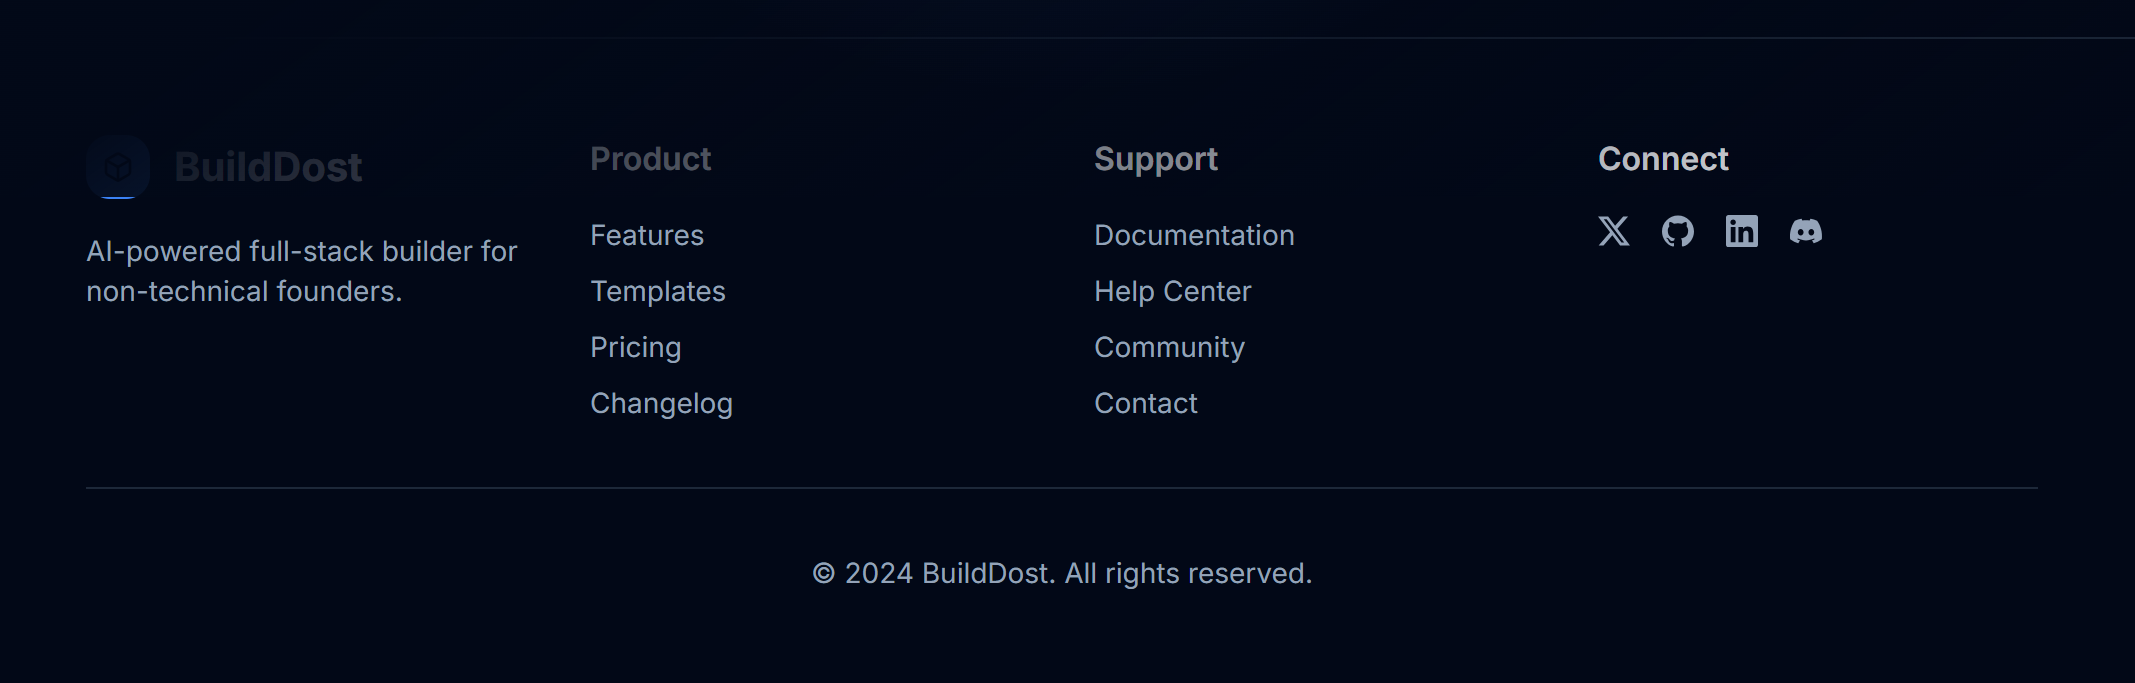 BuildDost
AI-powered full-stack builder for
non-technical founders.
Product
Features
Templates
Pricing
Changelog
Support
Documentation
Help Center
Community
Contact
Connect
© 2024 BuildDost. All rights reserved.